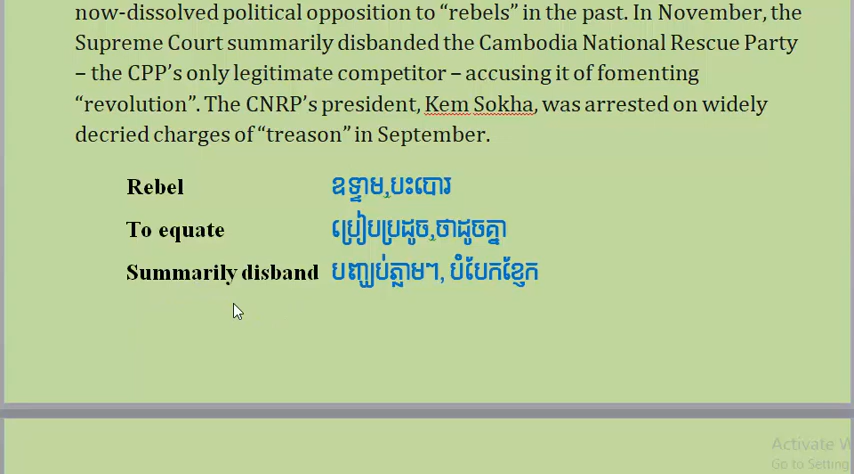 now-dissolved political opposition to “rebels” in the past. In November, the
Supreme Court summarily disbanded the Cambodia National Rescue Party
– the CPP’s only legitimate competitor – accusing it of fomenting
“revolution”. The CNRP’s president, Kem Sokha, was arrested on widely
decried charges of “treason” in September.
Rebel ឧទ្ទាម,បះបោរ
To equate ប្រៀបប្រដូច,ថាដូចគ្នា
Summarily disband បញ្ឈប់ភ្លាមៗ, បំបែកខ្ញែក
Activate W
Go to Setting